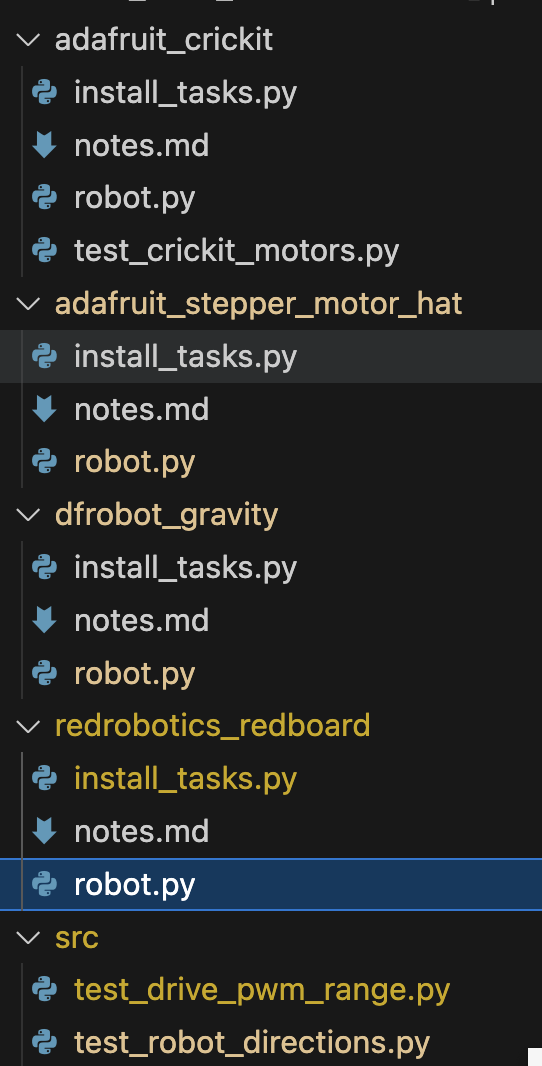 adafruit_crickit
install_tasks.py
notes.md
robot.py
test_crickit_motors.py
adafruit_stepper_motor_hat
install_tasks.py
notes.md
robot.py
dfrobot_gravity
install_tasks.py
notes.md
robot.py
redrobotics_redboard
install_tasks.py
notes.md
robot.py
src
test_drive_pwm_range.py
test_robot_directions.py